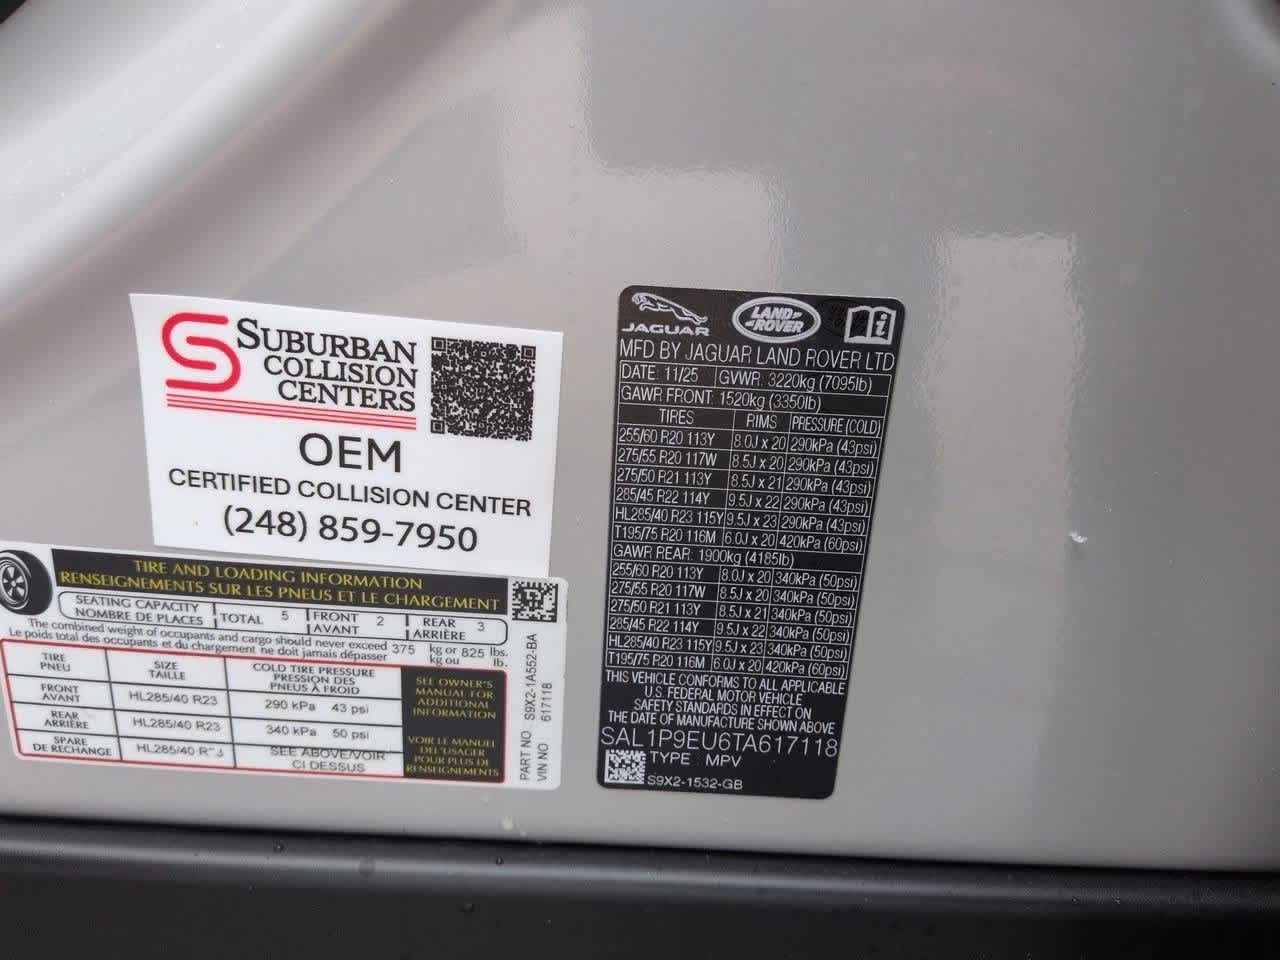 SUBURBAN
COLLISION
CENTERS
OEM
CERTIFIED COLLISION CENTER
(248) 859-7950
TIRE AND LOADING INFORMATION
RENSEIGNEMENTS SUR LES PNEUS ET LE CHARGEMENT
SEATING CAPACITY
NOMBRE DE PLACES
TOTAL 5
FRONT
AVANT 2
REAR
ARRIÈRE 3
The combined weight of occupants and cargo should never exceed 375 kg or 825 lbs.
Le poids total des occupants et du chargement ne doit jamais dépasser kg ou lb.
TIRE
PNEU
SIZE
TAILLE
COLD TIRE PRESSURE
PRESSION DES
PNEUS À FROID
FRONT
AVANT
HL285/40 R23
290 kPa 43 psi
REAR
ARRIÈRE
HL285/40 R23
340 kPa 50 psi
SPARE
DE RECHANGE
HL285/40
SEE ABOVE/VOIR
CI DESSUS
SEE OWNER'S
MANUAL FOR
ADDITIONAL
INFORMATION
VOIR LE MANUEL
DEL'USAGER
POUR PLUS DE
RENSEIGNEMENTS
PART NO : S9X2-1A552-BA
VIN NO : 617118
JAGUAR
LAND
ROVER
MFD BY JAGUAR LAND ROVER LTD
DATE: 11/25 GVWR: 3220kg (7095lb)
GAWR FRONT: 1520kg (3350lb)
TIRES RIMS PRESSURE (COLD)
255/60 R20 113Y 8.0J x 20 290kPa (43psi)
275/55 R20 117W 8.5J x 20 290kPa (43psi)
275/50 R21 113Y 8.5J x 21 290kPa (43psi)
285/45 R22 114Y 9.5J x 22 290kPa (43psi)
HL285/40 R23 115Y 9.5J x 23 290kPa (43psi)
T195/75 R20 116M 6.0J x 20 420kPa (60psi)
GAWR REAR: 1900kg (4185lb)
255/60 R20 113Y 8.0J x 20 340kPa (50psi)
275/55 R20 117W 8.5J x 20 340kPa (50psi)
275/50 R21 113Y 8.5J x 21 340kPa (50psi)
285/45 R22 114Y 9.5J x 22 340kPa (50psi)
HL285/40 R23 115Y 9.5J x 23 340kPa (50psi)
T195/75 R20 116M 6.0J x 20 420kPa (60psi)
THIS VEHICLE CONFORMS TO ALL APPLICABLE
U.S. FEDERAL MOTOR VEHICLE
SAFETY STANDARDS IN EFFECT ON
THE DATE OF MANUFACTURE SHOWN ABOVE
SAL1P9EU6TA617118
TYPE : MPV
S9X2-1532-GB